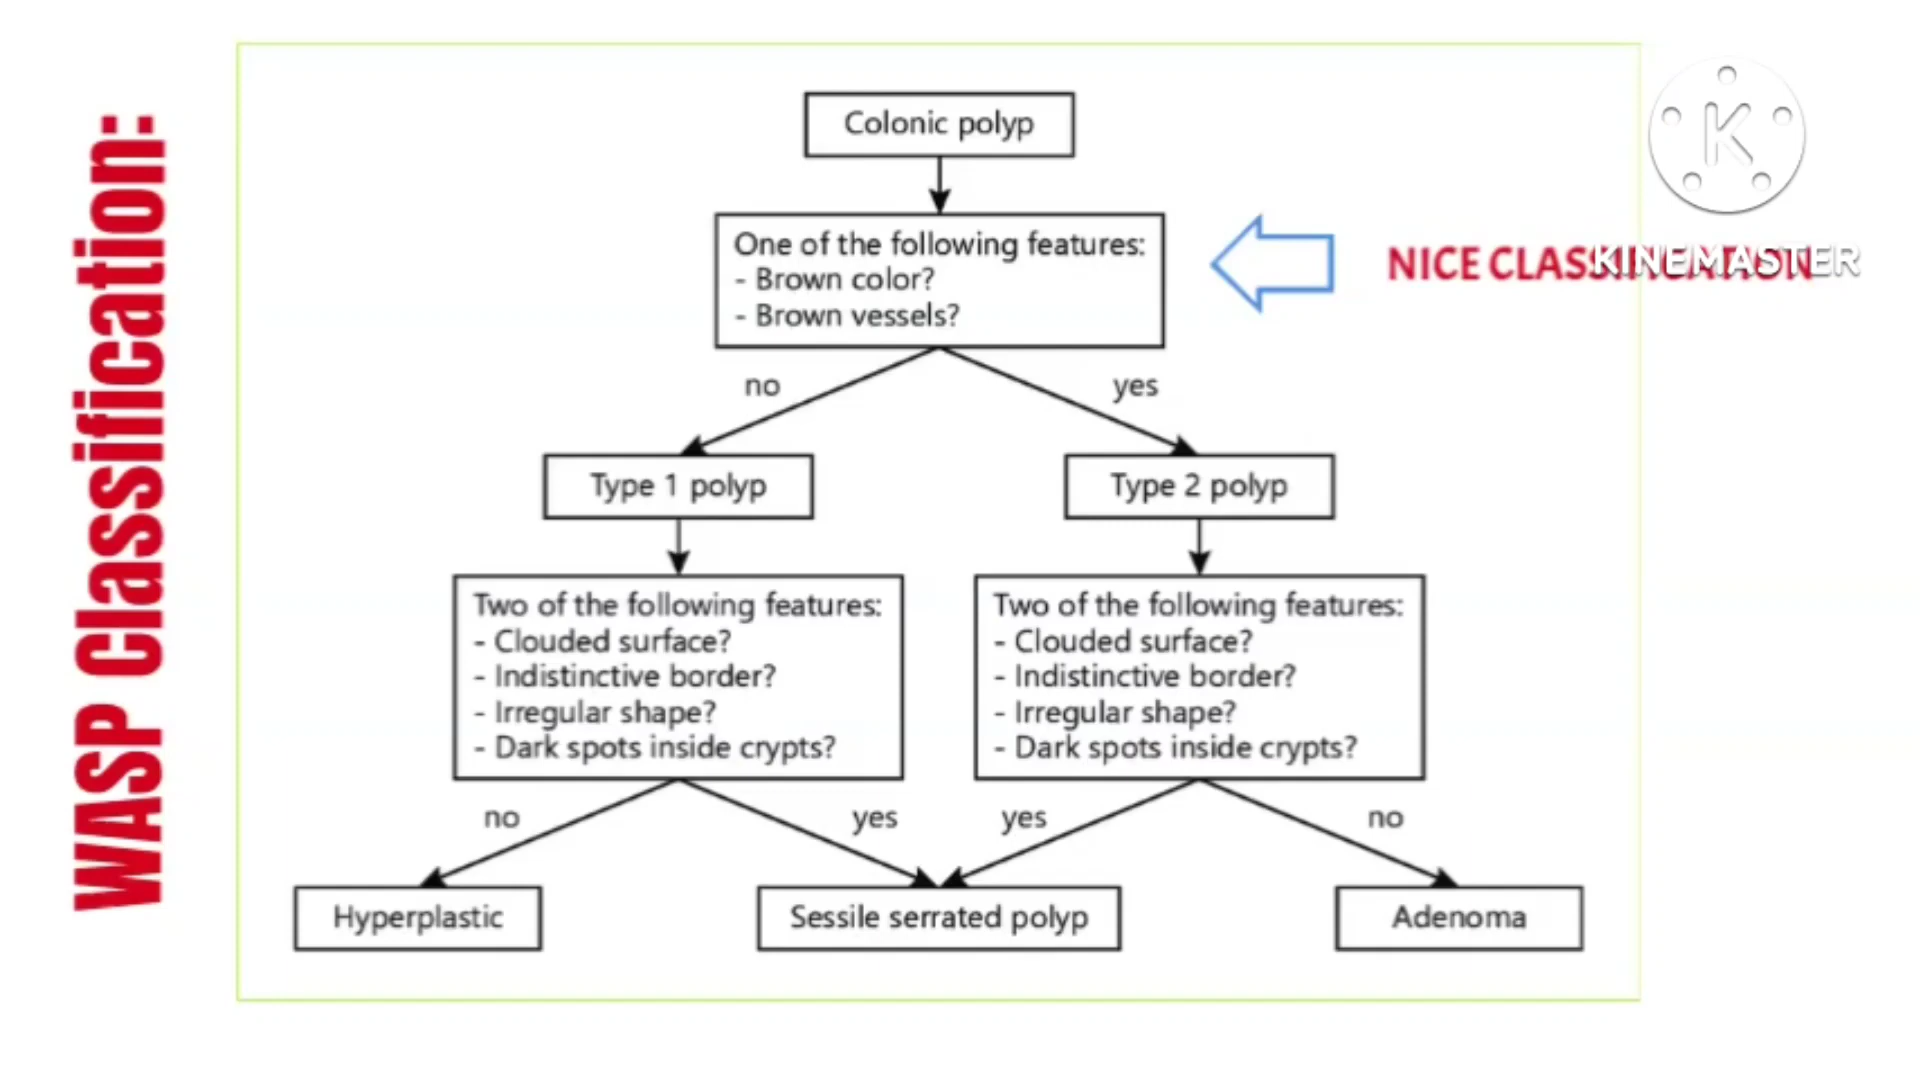 WASP Classification:
Colonic polyp
One of the following features:
- Brown color?
- Brown vessels?
NICE
K
KINEMASTER
no
yes
Type 1 polyp
Type 2 polyp
Two of the following features:
- Clouded surface?
- Indistinctive border?
- Irregular shape?
- Dark spots inside crypts?
Two of the following features:
- Clouded surface?
- Indistinctive border?
- Irregular shape?
- Dark spots inside crypts?
no
yes
yes
no
Hyperplastic
Sessile serrated polyp
Adenoma